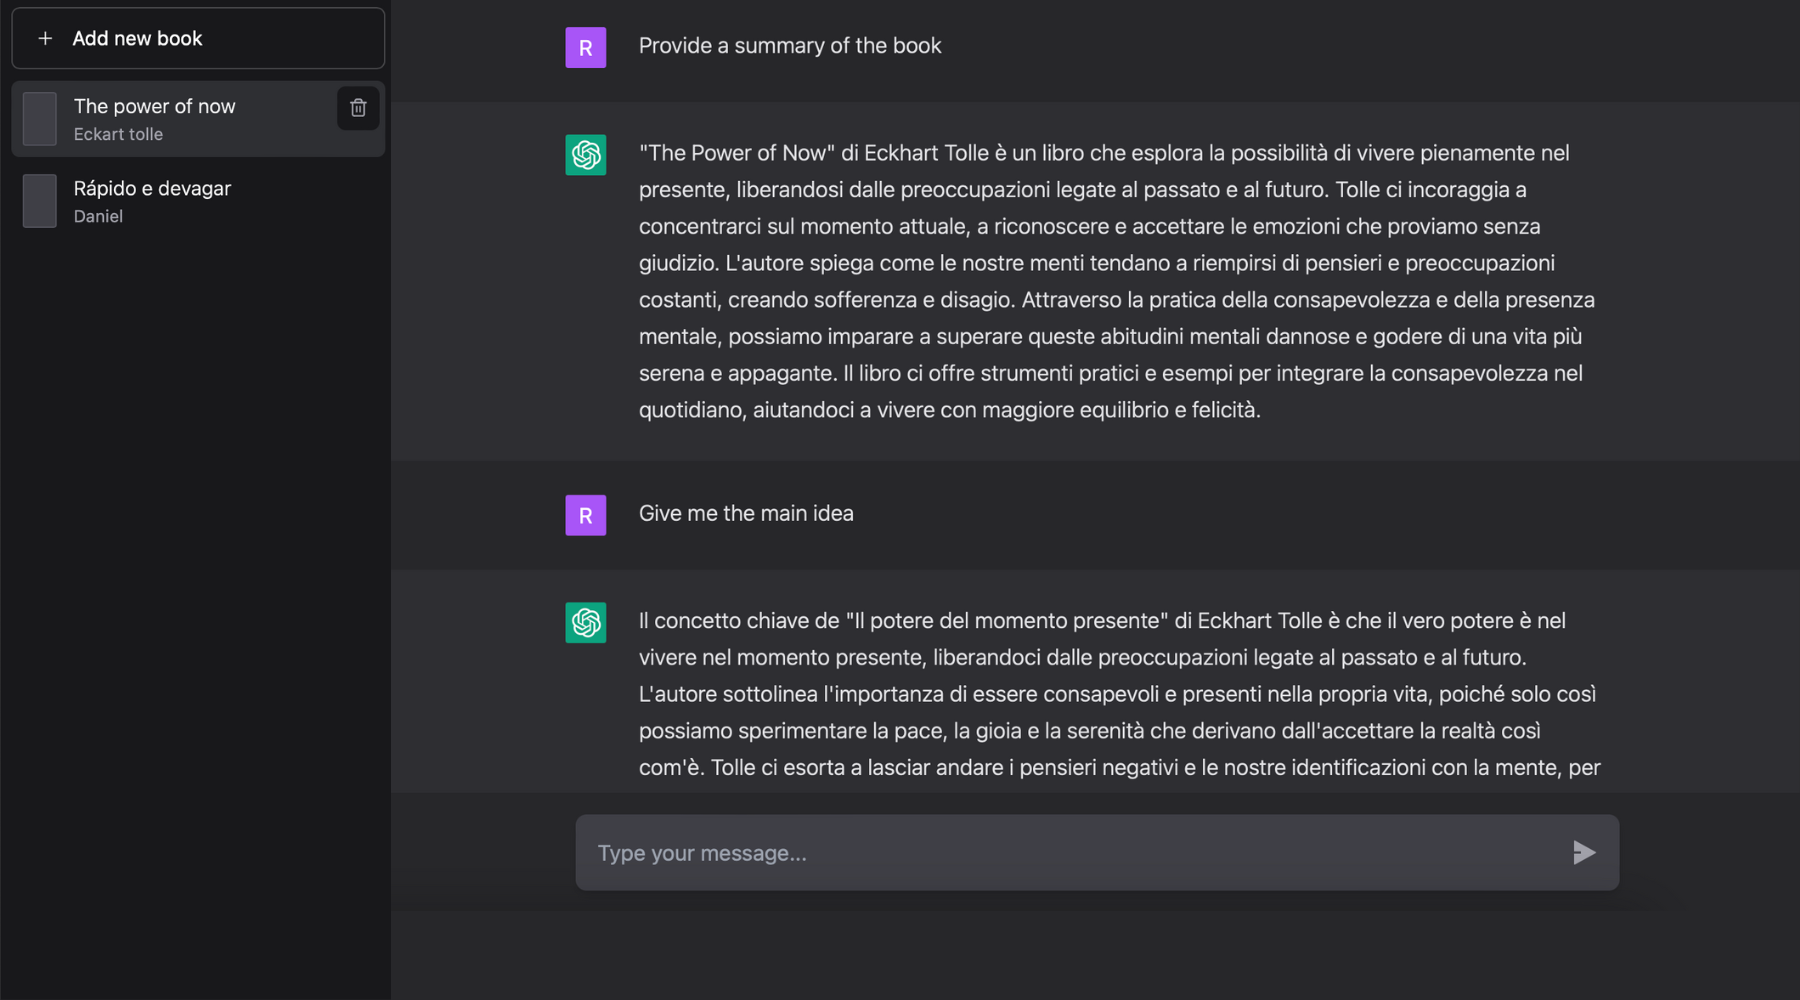 Add new book
The power of now
Eckart tolle
Rápido e devagar
Daniel
R
Provide a summary of the book
"The Power of Now" di Eckhart Tolle è un libro che esplora la possibilità di vivere pienamente nel
presente, liberandosi dalle preoccupazioni legate al passato e al futuro. Tolle ci incoraggia a
concentrarci sul momento attuale, a riconoscere e accettare le emozioni che proviamo senza
giudizio. L'autore spiega come le nostre menti tendano a riempirsi di pensieri e preoccupazioni
costanti, creando sofferenza e disagio. Attraverso la pratica della consapevolezza e della presenza
mentale, possiamo imparare a superare queste abitudini mentali dannose e godere di una vita più
serena e appagante. Il libro ci offre strumenti pratici e esempi per integrare la consapevolezza nel
quotidiano, aiutandoci a vivere con maggiore equilibrio e felicità.
R
Give me the main idea
Il concetto chiave de "Il potere del momento presente" di Eckhart Tolle è che il vero potere è nel
vivere nel momento presente, liberandoci dalle preoccupazioni legate al passato e al futuro.
L'autore sottolinea l'importanza di essere consapevoli e presenti nella propria vita, poiché solo così
possiamo sperimentare la pace, la gioia e la serenità che derivano dall'accettare la realtà così
com'è. Tolle ci esorta a lasciar andare i pensieri negativi e le nostre identificazioni con la mente, per
Type your message...